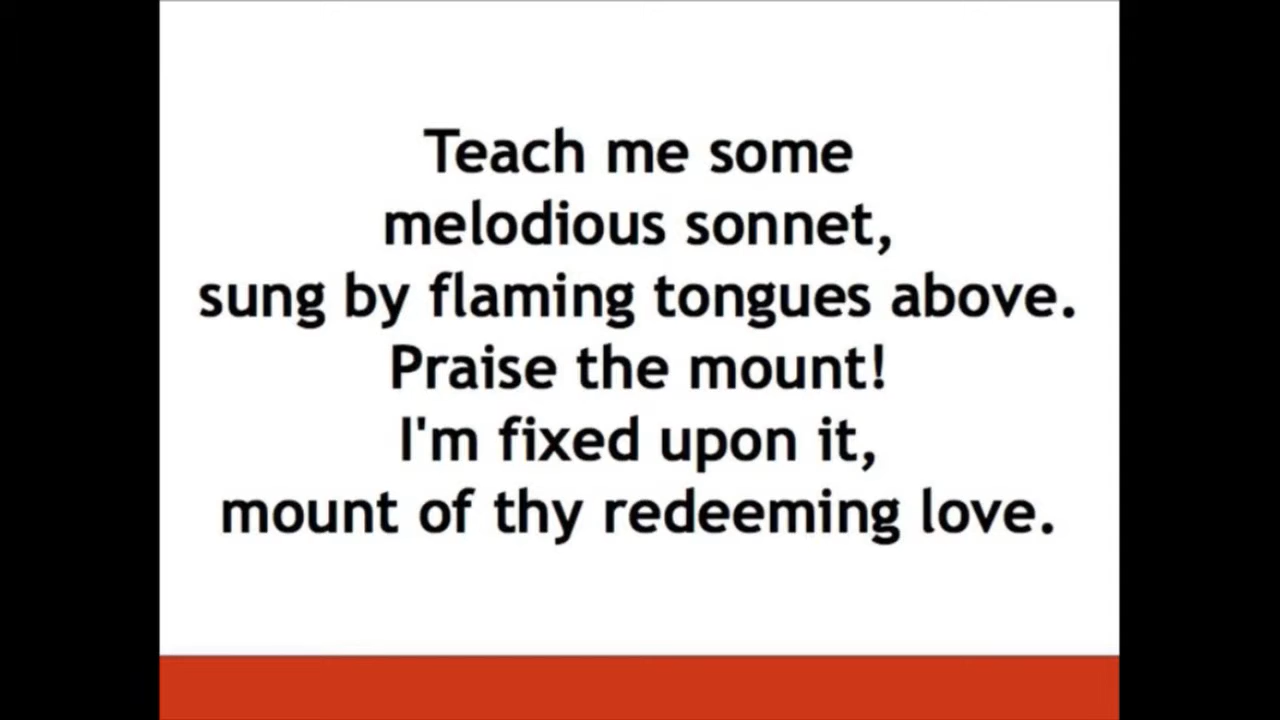 Teach me some
melodious sonnet,
sung by flaming tongues above.
Praise the mount!
I'm fixed upon it,
mount of thy redeeming love.